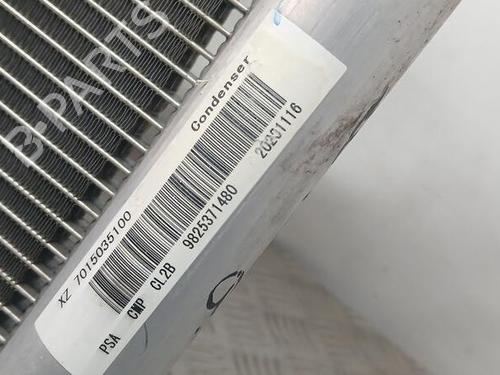 Condenser
XZ 7015035100
PSA CMP CL2B 9825371480 20201116
B-PARTS